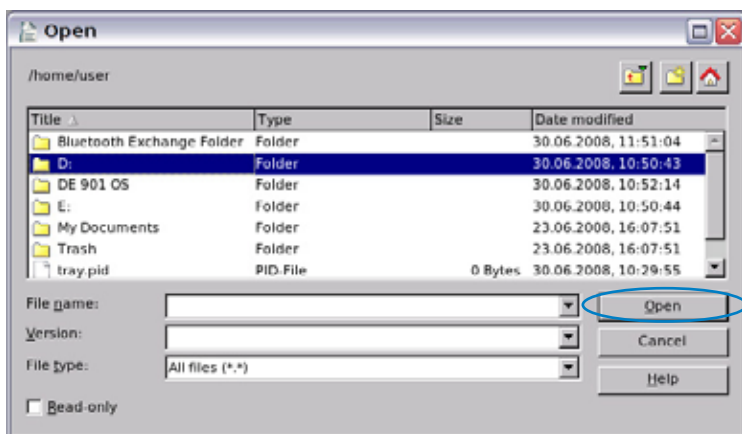 Open
/home/user
Title Type Size Date modified
Bluetooth Exchange Folder Folder 30.06.2008, 11:51:04
D: Folder 30.06.2008, 10:50:43
DE 901 OS Folder 30.06.2008, 10:52:14
E: Folder 30.06.2008, 10:50:44
My Documents Folder 23.06.2008, 16:07:51
Trash Folder 23.06.2008, 16:07:51
tray.pid PID-File 0 Bytes 30.06.2008, 10:29:55
File name: Open
Version: Cancel
File type: All files (*.*) Help
Read-only